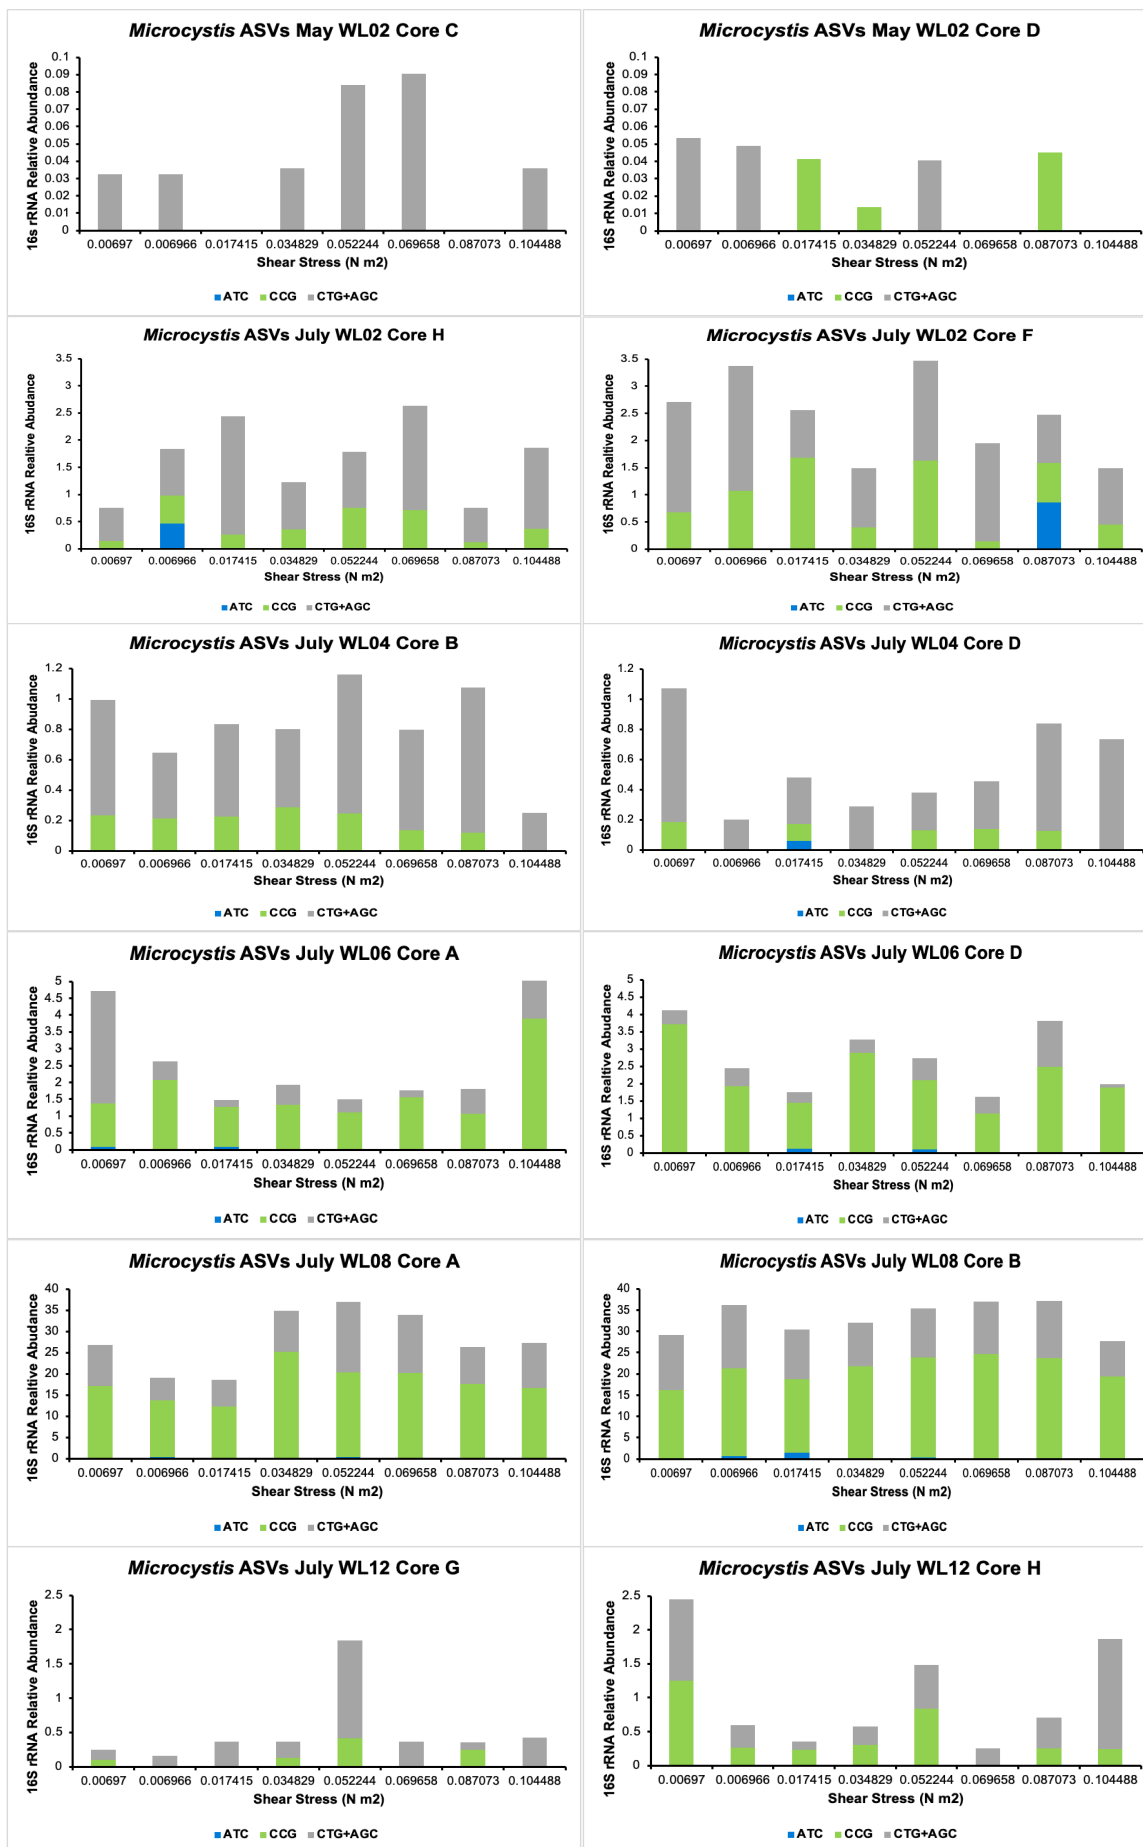 Microcystis ASVs May WL02 Core C
16s rRNA Relative Abundance
0.1
0.09
0.08
0.07
0.06
0.05
0.04
0.03
0.02
0.01
0
0.00697 0.006966 0.017415 0.034829 0.052244 0.069658 0.087073 0.104488
Shear Stress (N m2)
ATC CCG CTG+AGC
Microcystis ASVs May WL02 Core D
16S rRNA Relative Abundance
0.1
0.09
0.08
0.07
0.06
0.05
0.04
0.03
0.02
0.01
0
0.00697 0.006966 0.017415 0.034829 0.052244 0.069658 0.087073 0.104488
Shear Stress (N m2)
ATC CCG CTG+AGC
Microcystis ASVs July WL02 Core H
16S rRNA Realtive Abudance
3.5
3
2.5
2
1.5
1
0.5
0
0.00697 0.006966 0.017415 0.034829 0.052244 0.069658 0.087073 0.104488
Shear Stress (N m2)
ATC CCG CTG+AGC
Microcystis ASVs July WL02 Core F
16S rRNA Realtive Abudance
3.5
3
2.5
2
1.5
1
0.5
0
0.00697 0.006966 0.017415 0.034829 0.052244 0.069658 0.087073 0.104488
Shear Stress (N m2)
ATC CCG CTG+AGC
Microcystis ASVs July WL04 Core B
16S rRNA Realtive Abudance
1.2
1
0.8
0.6
0.4
0.2
0
0.00697 0.006966 0.017415 0.034829 0.052244 0.069658 0.087073 0.104488
Shear Stress (N m2)
ATC CCG CTG+AGC
Microcystis ASVs July WL04 Core D
16S rRNA Realtive Abudance
1.2
1
0.8
0.6
0.4
0.2
0
0.00697 0.006966 0.017415 0.034829 0.052244 0.069658 0.087073 0.104488
Shear Stress (N m2)
ATC CCG CTG+AGC
Microcystis ASVs July WL06 Core A
16S rRNA Realtive Abundance
5
4.5
4
3.5
3
2.5
2
1.5
1
0.5
0
0.00697 0.006966 0.017415 0.034829 0.052244 0.069658 0.087073 0.104488
Shear Stress (N m2)
ATC CCG CTG+AGC
Microcystis ASVs July WL06 Core D
16S rRNA Realtive Abundance
5
4.5
4
3.5
3
2.5
2
1.5
1
0.5
0
0.00697 0.006966 0.017415 0.034829 0.052244 0.069658 0.087073 0.104488
Shear Stress (N m2)
ATC CCG CTG+AGC
Microcystis ASVs July WL08 Core A
16S rRNA Realtive Abudance
40
35
30
25
20
15
10
5
0
0.00697 0.006966 0.017415 0.034829 0.052244 0.069658 0.087073 0.104488
Shear Stress (N m2)
ATC CCG CTG+AGC
Microcystis ASVs July WL08 Core B
16S rRNA Realtive Abudance
40
35
30
25
20
15
10
5
0
0.00697 0.006966 0.017415 0.034829 0.052244 0.069658 0.087073 0.104488
Shear Stress (N m2)
ATC CCG CTG+AGC
Microcystis ASVs July WL12 Core G
16S rRNA Relative Abundance
2.5
2
1.5
1
0.5
0
0.00697 0.006966 0.017415 0.034829 0.052244 0.069658 0.087073 0.104488
Shear Stress (N m2)
ATC CCG CTG+AGC
Microcystis ASVs July WL12 Core H
16S rRNA Relative Abundance
2.5
2
1.5
1
0.5
0
0.00697 0.006966 0.017415 0.034829 0.052244 0.069658 0.087073 0.104488
Shear Stress (N m2)
ATC CCG CTG+AGC